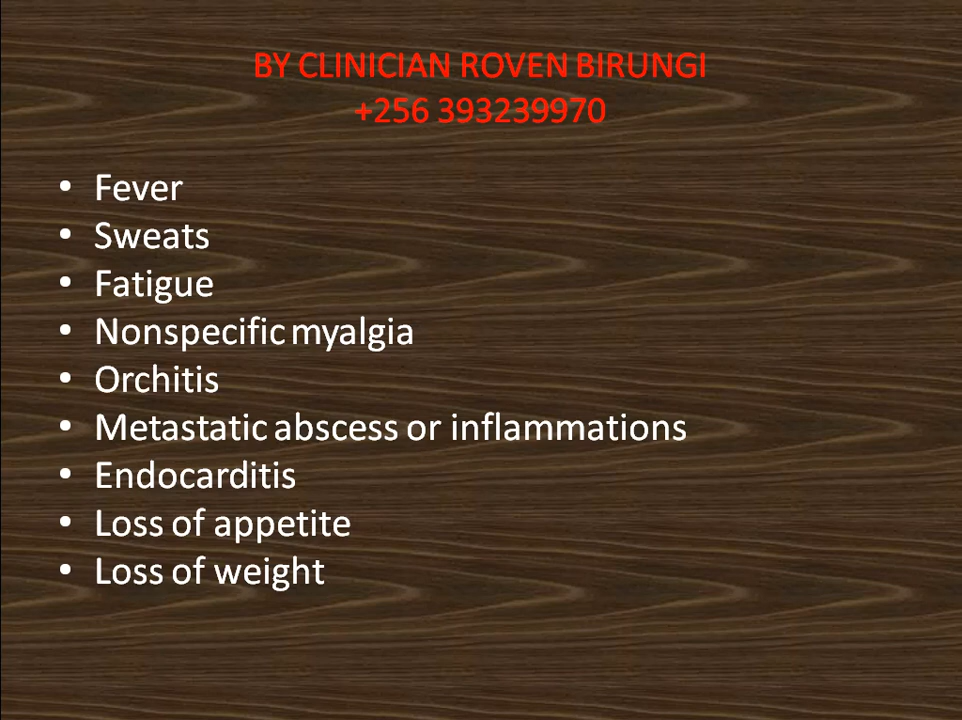 BY CLINICIAN ROVEN BIRUNGI
+256 393239970
• Fever
• Sweats
• Fatigue
• Nonspecific myalgia
• Orchitis
• Metastatic abscess or inflammations
• Endocarditis
• Loss of appetite
• Loss of weight